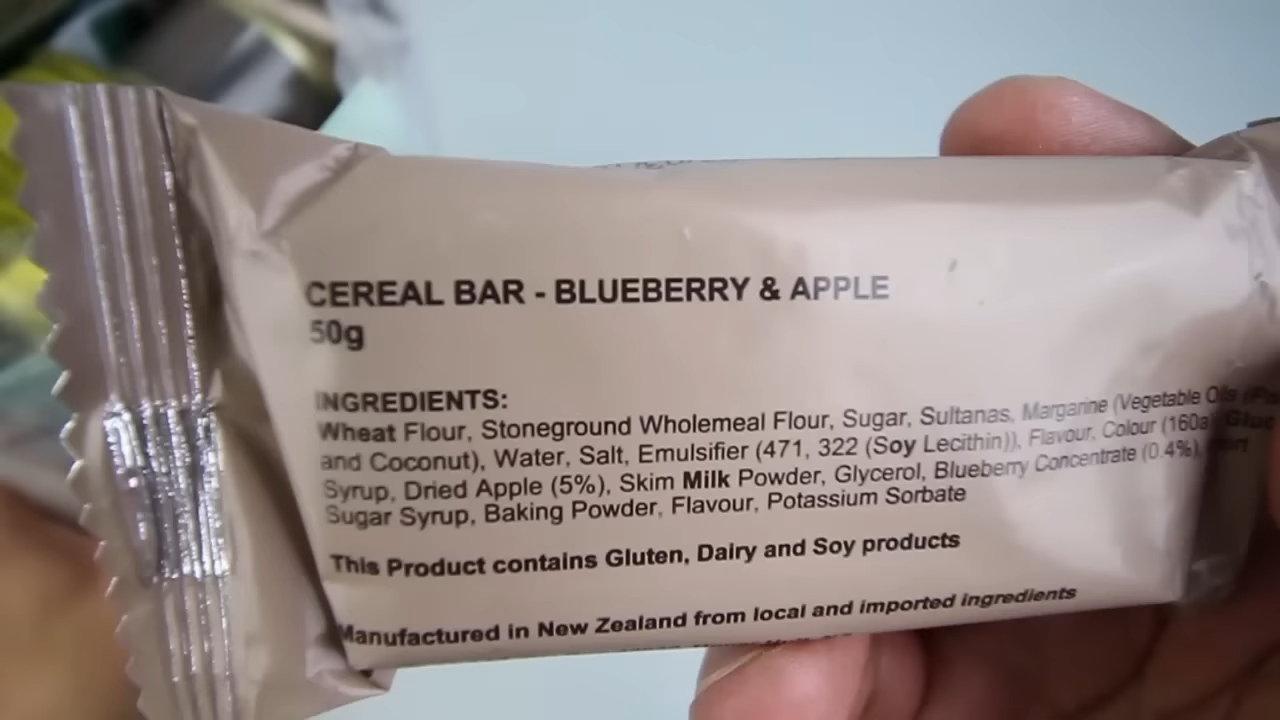 CEREAL BAR - BLUEBERRY & APPLE
50g
INGREDIENTS:
Wheat Flour, Stoneground Wholemeal Flour, Sugar, Sultanas, Margarine (Vegetable Oils
and Coconut), Water, Salt, Emulsifier (471, 322 (Soy Lecithin)), Flavour, Colour (160a)
Syrup, Dried Apple (5%), Skim Milk Powder, Glycerol, Blueberry Concentrate (0.4%),
Sugar Syrup, Baking Powder, Flavour, Potassium Sorbate
This Product contains Gluten, Dairy and Soy products
Manufactured in New Zealand from local and imported ingredients